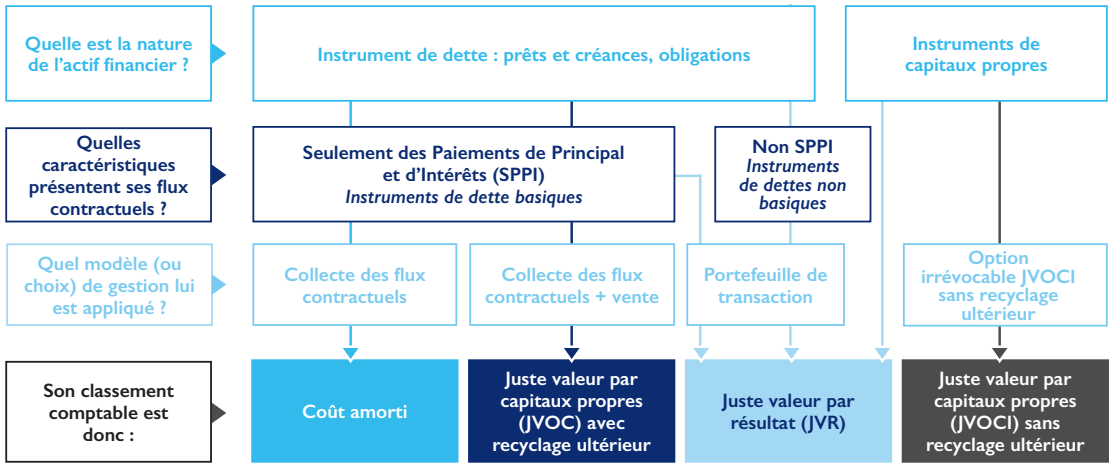 Quelle est la nature
de l'actif financier ?
Instrument de dette : prêts et créances, obligations
Instruments de
capitaux propres
Quelles
caractéristiques
présentent ses flux
contractuels ?
Seulement des Paiements de Principal
et d'Intérêts (SPPI)
Instruments de dette basiques
Non SPPI
Instruments
de dettes non
basiques
Quel modèle (ou
choix) de gestion lui
est appliqué ?
Collecte des flux
contractuels
Collecte des flux
contractuels + vente
Portefeuille de
transaction
Option
irrévocable JVOCI
sans recyclage
ultérieur
Son classement
comptable est
donc :
Coût amorti
Juste valeur par
capitaux propres
(JVOC) avec
recyclage ultérieur
Juste valeur par
résultat (JVR)
Juste valeur par
capitaux propres
(JVOCI) sans
recyclage ultérieur